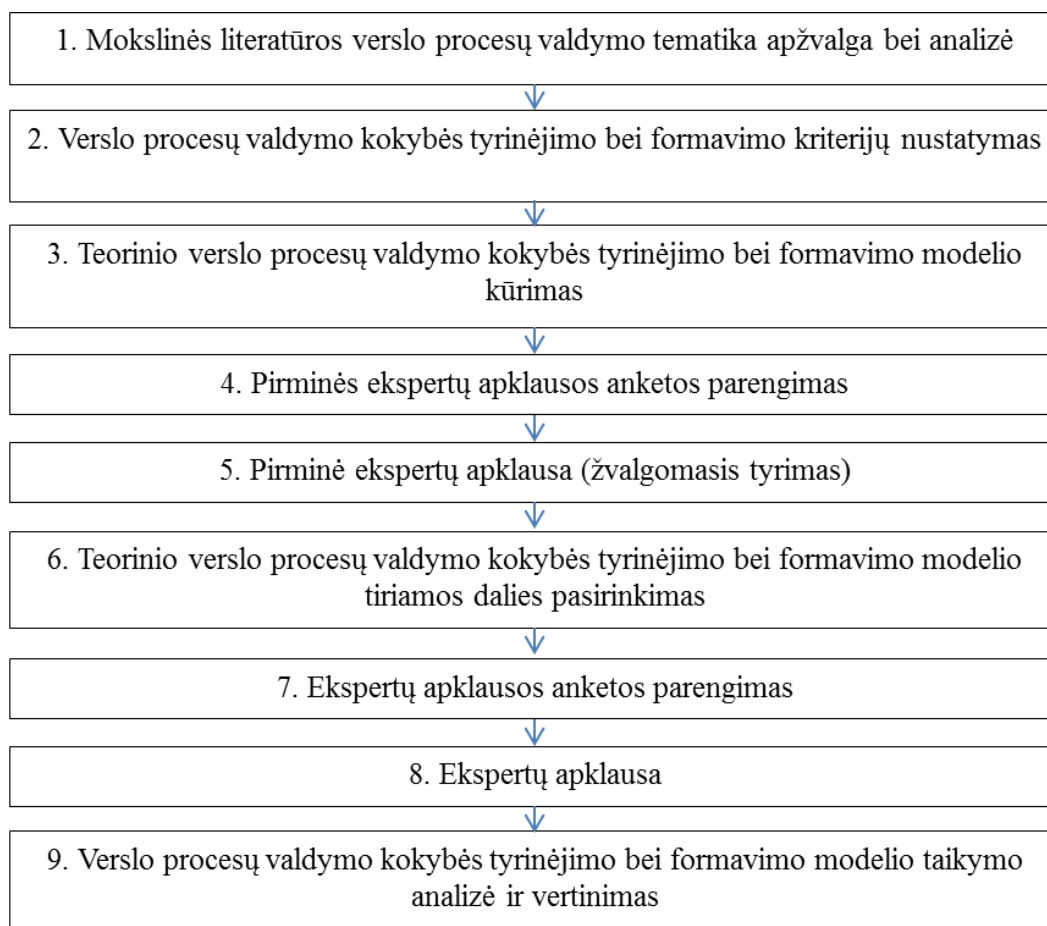 1. Mokslinės literatūros verslo procesų valdymo tematika apžvalga bei analizė
2. Verslo procesų valdymo kokybės tyrinėjimo bei formavimo kriterijų nustatymas
3. Teorinio verslo procesų valdymo kokybės tyrinėjimo bei formavimo modelio
kūrimas
4. Pirminės ekspertų apklausos anketos parengimas
5. Pirminė ekspertų apklausa (žvalgomasis tyrimas)
6. Teorinio verslo procesų valdymo kokybės tyrinėjimo bei formavimo modelio
tiriamos dalies pasirinkimas
7. Ekspertų apklausos anketos parengimas
8. Ekspertų apklausa
9. Verslo procesų valdymo kokybės tyrinėjimo bei formavimo modelio taikymo
analizė ir vertinimas